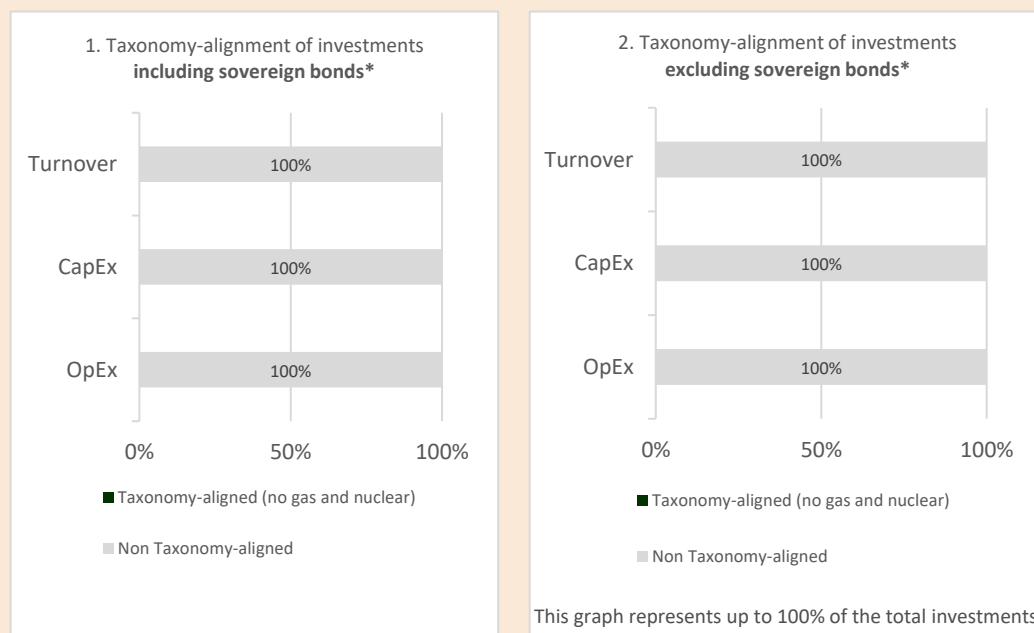 1. Taxonomy-alignment of investments
including sovereign bonds*
Turnover
100%
CapEx
100%
OpEx
100%
0%
50%
100%
Taxonomy-aligned (no gas and nuclear)
Non Taxonomy-aligned
2. Taxonomy-alignment of investments
excluding sovereign bonds*
Turnover
100%
CapEx
100%
OpEx
100%
0%
50%
100%
Taxonomy-aligned (no gas and nuclear)
Non Taxonomy-aligned
This graph represents up to 100% of the total investments